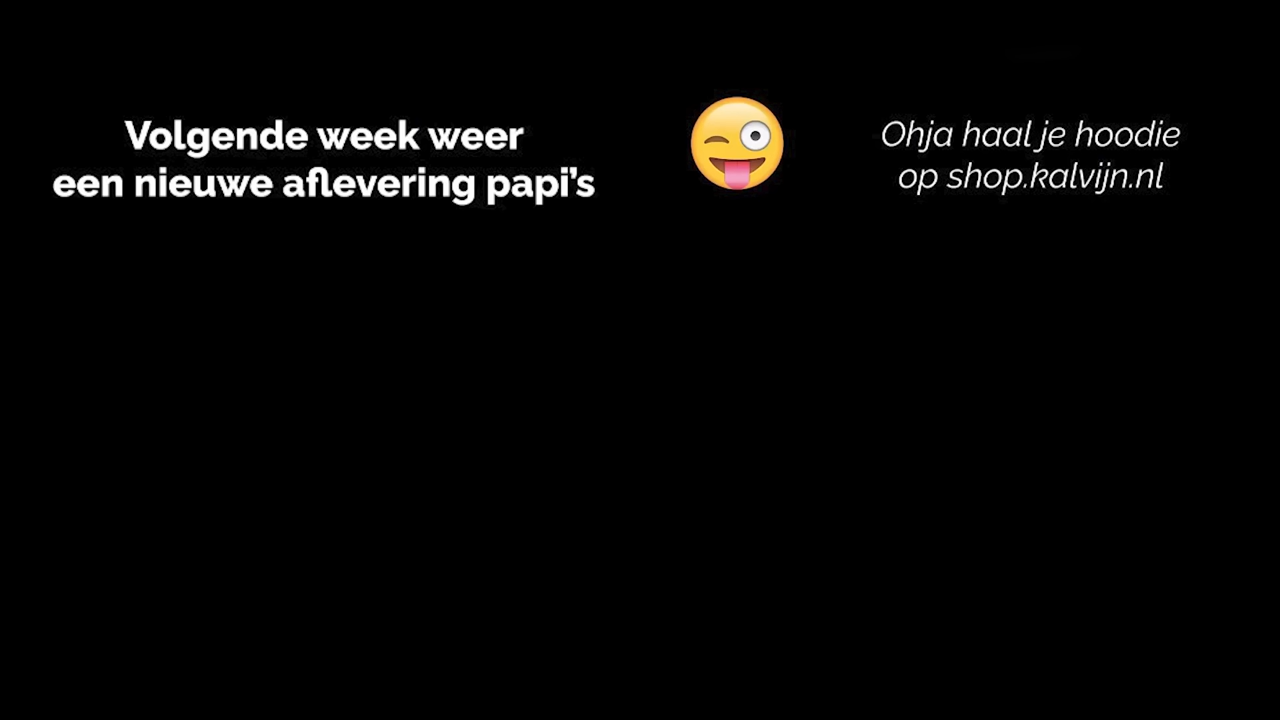 Volgende week weer
een nieuwe aflevering papi's
Ohja haal je hoodie
op shop.kalvijn.nl